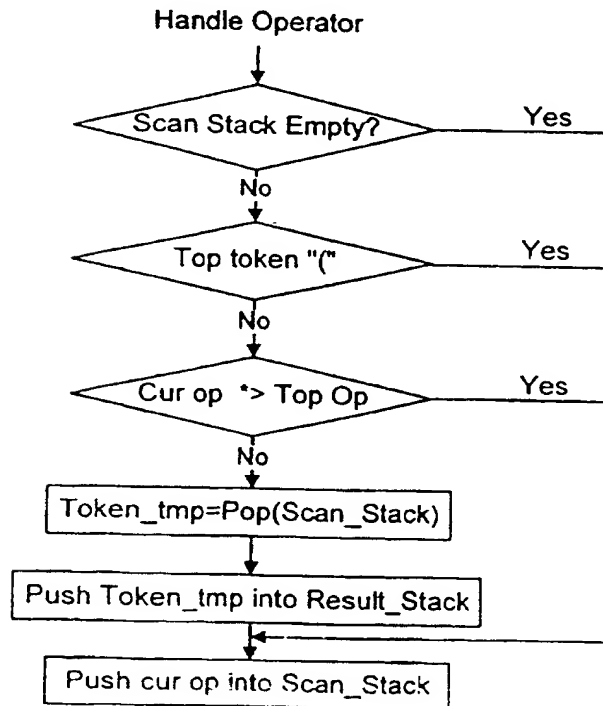 Handle Operator
Scan Stack Empty?
Yes
No
Top token "("
Yes
No
Cur op *> Top Op
Yes
No
Token_tmp=Pop(Scan_Stack)
Push Token_tmp into Result_Stack
Push cur op into Scan_Stack